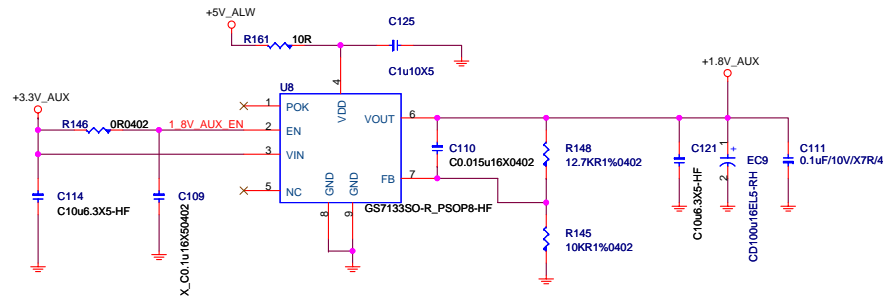 +5V_ALW
R161 10R
C125
C1u10X5
+3.3V_AUX
R146 0R0402
1_8V_AUX_EN
U8
1 POK
2 EN
3 VIN
5 NC
4 VDD
VOUT 6
FB 7
GND 8
GND 9
GS7133SO-R_PSOP8-HF
C114
C10u6.3X5-HF
C109
X_C0.1u16X50402
C110
C0.015u16X0402
R148
12.7KR1%0402
R145
10KR1%0402
+1.8V_AUX
C121
C10u6.3X5-HF
1
+
2
EC9
CD100u16EL5-RH
C111
0.1uF/10V/X7R/4